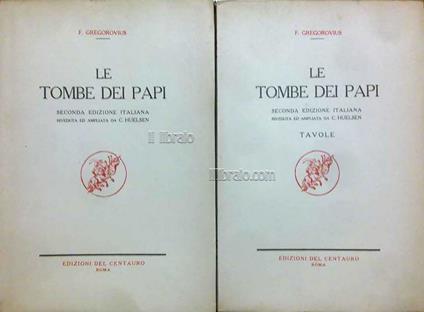 F. GREGOROVIUS
LE
TOMBE DEI PAPI
SECONDA EDIZIONE ITALIANA
RIVEDUTA ED AMPLIATA DA C. HUELSEN
Il libraio
EDIZIONI DEL CENTAURO
ROMA
F. GREGOROVIUS
LE
TOMBE DEI PAPI
SECONDA EDIZIONE ITALIANA
RIVEDUTA ED AMPLIATA DA C. HUELSEN
TAVOLE
Il libraio.com
EDIZIONI DEL CENTAURO
ROMA